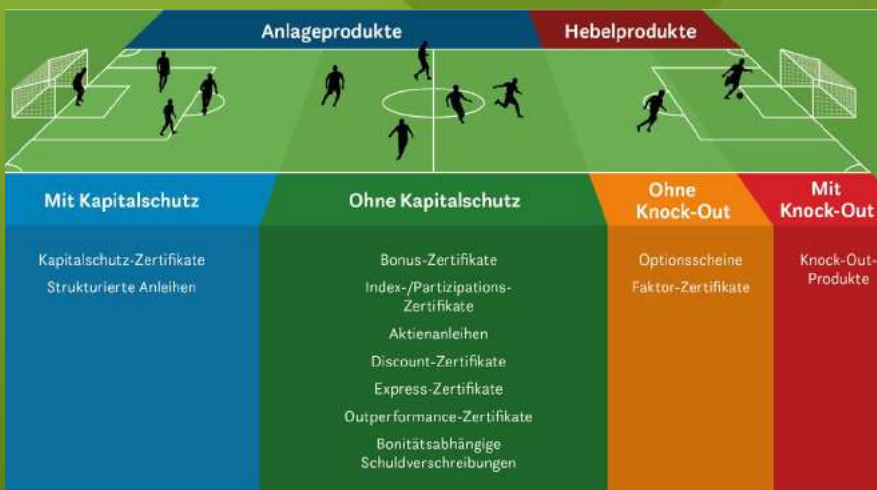 Anlageprodukte
Hebelprodukte
Mit Kapitalschutz
Kapitalschutz-Zertifikate
Strukturierte Anleihen
Ohne Kapitalschutz
Bonus-Zertifikate
Index-/Partizipations-
Zertifikate
Aktienanleihen
Discount-Zertifikate
Express-Zertifikate
Outperformance-Zertifikate
Bonitätsabhängige
Schuldverschreibungen
Ohne
Knock-Out
Optionsscheine
Faktor-Zertifikate
Mit
Knock-Out
Knock-Out-
Produkte